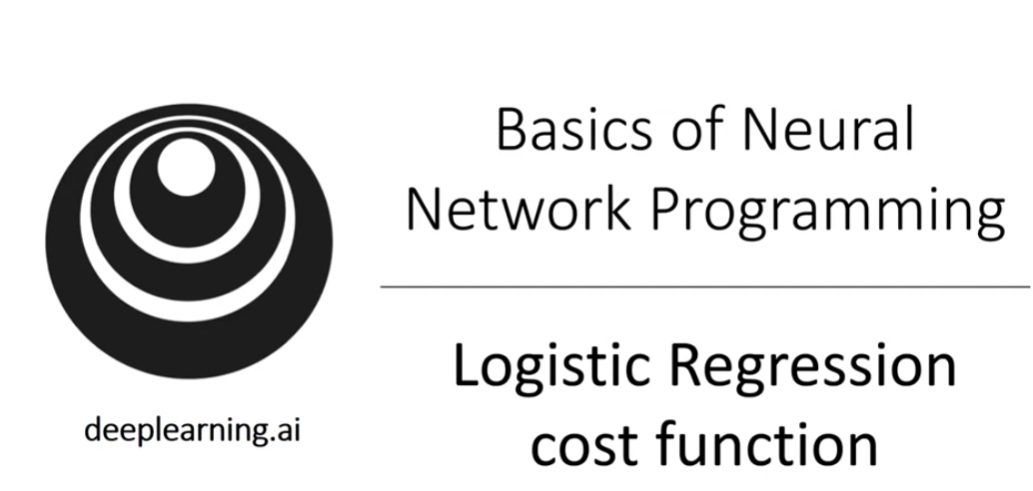 Basics of Neural
Network Programming
Logistic Regression
cost function
deeplearning.ai